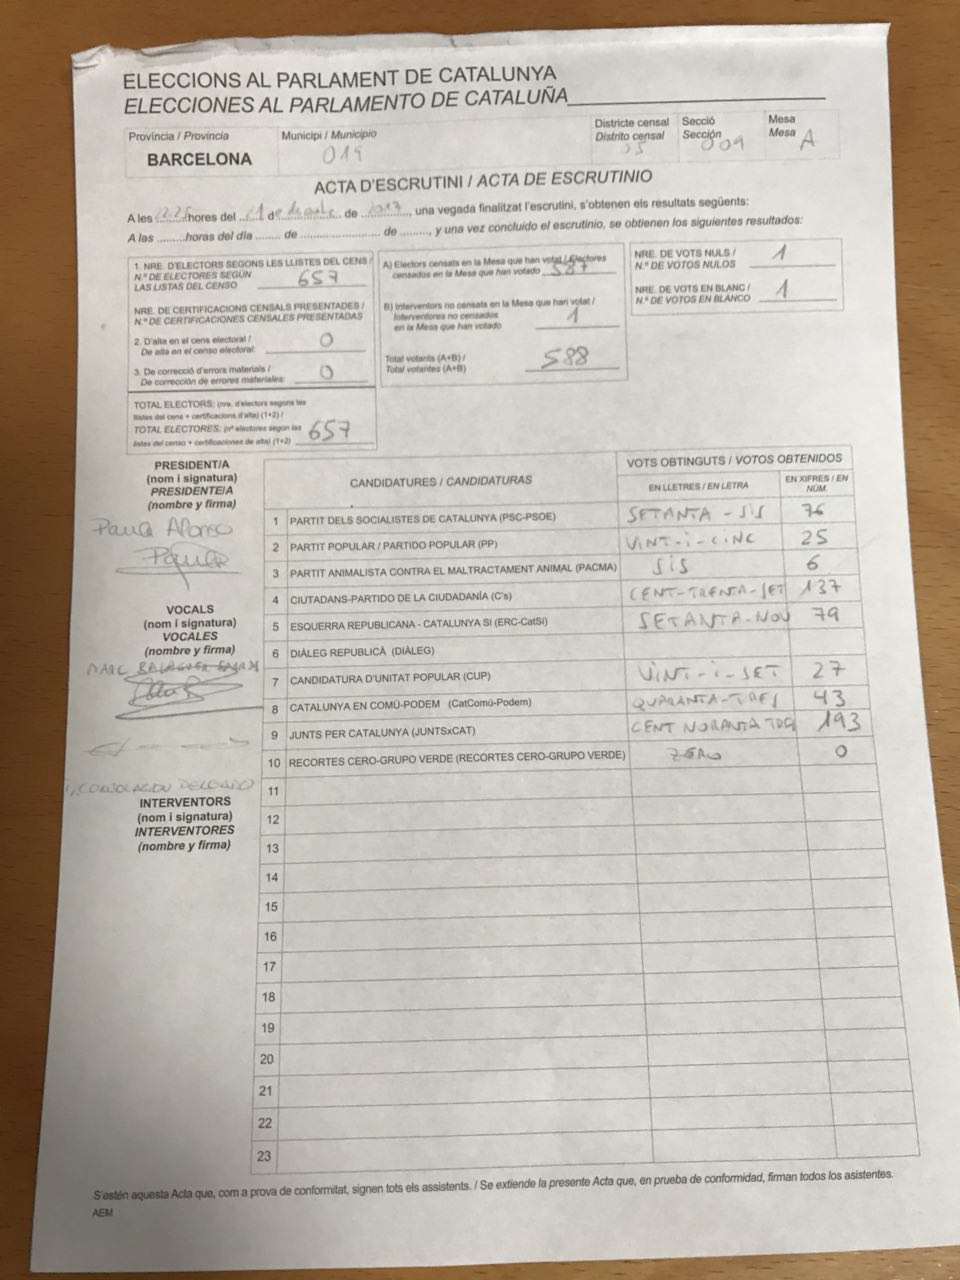 ELECCIONS AL PARLAMENT DE CATALUNYA
ELECCIONES AL PARLAMENTO DE CATALUÑA
Província / Provincia
BARCELONA
Municipi / Municipio
019
Districte censal
Distrito censal
05
Secció
Sección
009
Mesa
Mesa A
ACTA D'ESCRUTINI / ACTA DE ESCRUTINIO
A les 22:25 hores del 21 de de 2017, una vegada finalitzat l'escrutini, s'obtenen els resultats següents:
A las ......... horas del día ........ de ........................ de ........., y una vez concluido el escrutinio, se obtienen los siguientes resultados:
1. NRE. D'ELECTORS SEGONS LES LLISTES DEL CENS /
N.º DE ELECTORES SEGÚN
LAS LISTAS DEL CENSO 657
NRE. DE CERTIFICACIONS CENSALS PRESENTADES /
N.º DE CERTIFICACIONES CENSALES PRESENTADAS
2. D'alta en el cens electoral /
De alta en el censo electoral: 0
3. De correcció d'errors materials /
De corrección de errores materiales: 0
TOTAL ELECTORS: (nre. d'electors segons les
llistes del cens + certificacions d'alta) (1+2) /
TOTAL ELECTORES: (nº electores según las
listas del censo + certificaciones de alta) (1+2) 657
A) Electors censats en la Mesa que han votat / Electores
censados en la Mesa que han votado 587
B) Interventors no censats en la Mesa que han votat /
Interventores no censados
en la Mesa que han votado 1
Total votants (A+B) /
Total votantes (A+B) 588
NRE. DE VOTS NULS /
N.º DE VOTOS NULOS 1
NRE. DE VOTS EN BLANC /
N.º DE VOTOS EN BLANCO 1
PRESIDENT/A
(nom i signatura)
PRESIDENTE/A
(nombre y firma)
Paula Alonso
Paula
VOCALS
(nom i signatura)
VOCALES
(nombre y firma)
MARC BALAGUER
CONSOLACION DELGADO
INTERVENTORS
(nom i signatura)
INTERVENTORES
(nombre y firma)
CANDIDATURES / CANDIDATURAS
VOTS OBTINGUTS / VOTOS OBTENIDOS
EN LLETRES / EN LETRA
EN XIFRES / EN NÚM.
1 PARTIT DELS SOCIALISTES DE CATALUNYA (PSC-PSOE) SETANTA-SIS 76
2 PARTIT POPULAR / PARTIDO POPULAR (PP) VINT-I-CINC 25
3 PARTIT ANIMALISTA CONTRA EL MALTRACTAMENT ANIMAL (PACMA) SIS 6
4 CIUTADANS-PARTIDO DE LA CIUDADANÍA (C's) CENT-TRENTA-SET 137
5 ESQUERRA REPUBLICANA - CATALUNYA SÍ (ERC-CatSí) SETANTA-NOU 79
6 DIÀLEG REPUBLICÀ (DIÀLEG)
7 CANDIDATURA D'UNITAT POPULAR (CUP) VINT-I-SET 27
8 CATALUNYA EN COMÚ-PODEM (CatComú-Podem) QUARANTA-TRES 43
9 JUNTS PER CATALUNYA (JUNTSxCAT) CENT NORANTA 193
10 RECORTES CERO-GRUPO VERDE (RECORTES CERO-GRUPO VERDE) ZERO 0
11
12
13
14
15
16
17
18
19
20
21
22
23
S'estén aquesta Acta que, com a prova de conformitat, signen tots els assistents. / Se extiende la presente Acta que, en prueba de conformidad, firman todos los asistentes.
AEM